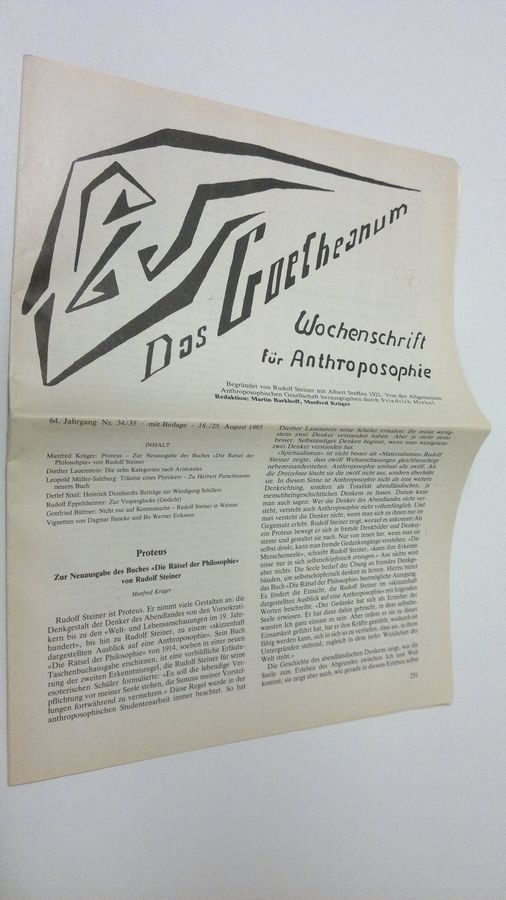 Das Goetheanum
Wochenschrift
für Anthroposophie
Begründet von Rudolf Steiner mit Albert Steffen 1921. Von der Allgemeinen
Anthroposophischen Gesellschaft herausgegeben durch Friedrich Hiebel
Redaktion: Martin Barkhoff, Manfred Krüger
64. Jahrgang Nr. 34/35 · mit Beilage · 18./25. August 1985
INHALT
Manfred Krüger: Proteus – Zur Neuausgabe des Buches «Die Rätsel der
Philosophie» von Rudolf Steiner
Diether Lauenstein: Die zehn Kategorien nach Aristoteles
Leopold Müller-Salzburg: Träume eines Physikers – Zu Herbert Pietschmanns
neuem Buch
Detlef Sixel: Heinrich Deinhardts Beiträge zur Würdigung Schillers
Rudolf Eppelsheimer: Zur Vesperglocke (Gedicht)
Gottfried Büttner: Nicht nur auf Kommasuche – Rudolf Steiner in Weimar
Vignetten von Dagmar Funcke und Bo Werner Eriksson
Proteus
Zur Neuausgabe des Buches «Die Rätsel der Philosophie»
von Rudolf Steiner
Manfred Krüger
Rudolf Steiner ist Proteus. Er nimmt viele Gestalten an: die
Denkgestalt der Denker des Abendlandes von den Vorsokrati-
kern bis zu den «Welt- und Lebensanschauungen im 19. Jahr-
hundert», bis hin zu Rudolf Steiner, zu einem «skizzenhaft
dargestellten Ausblick auf eine Anthroposophie». Sein Buch
«Die Rätsel der Philosophie» von 1914, soeben in einer neuen
Taschenbuchausgabe erschienen, ist eine vorbildliche Erläute-
rung der zweiten Erkenntnisregel, die Rudolf Steiner für seine
esoterischen Schüler formulierte: «Es soll die lebendige Ver-
pflichtung vor meiner Seele stehen, die Summe meiner Vorstel-
lungen fortwährend zu vermehren.» Diese Regel wurde in der
anthroposophischen Studentenarbeit immer beachtet. So hat
Diether Lauenstein seine Schüler ermahnt: Ihr müsst wenig-
stens zwei Denker verstanden haben. Aber je mehr desto
besser. Selbständiges Denken beginnt, wenn man wenigstens
zwei Denker verstanden hat.
«Spiritualismus» ist nicht besser als «Materialismus». Rudolf
Steiner zeigte, dass zwölf Weltanschauungen gleichberechtigt
nebeneinanderstehen. Anthroposophie umfasst alle zwölf. Als
die Dreizehnte löscht sie die zwölf nicht aus, sondern überhöht
sie. In diesem Sinne ist Anthroposophie nicht als eine weitere
Denkrichtung, sondern als Totalität abendländischen, ja
menschheitsgeschichtlichen Denkens zu fassen. Darum kann
man auch sagen: Wer die Denker des Abendlandes nicht ver-
steht, versteht auch Anthroposophie nicht vollumfänglich. Und
man versteht die Denker nicht, wenn man sich zu ihnen nur im
Gegensatz erlebt. Rudolf Steiner zeigt, worauf es ankommt: Als
ein Proteus bewegt er sich in fremde Denkbilder und Denksy-
steme und gestaltet sie nach. Nur von innen her, wenn man sie
selbst denkt, kann man fremde Gedankengänge verstehen. «Die
Menschenseele», schreibt Rudolf Steiner, «kann ihre Erkennt-
nisse nur in sich selbstschöpferisch erzeugen.» Aus nichts wird
aber nichts. Die Seele bedarf der Übung an fremden Denkge-
bäuden, um selbstschöpferisch denken zu lernen. Hierzu bietet
das Buch «Die Rätsel der Philosophie» bestmögliche Anregung.
Es fördert die Einsicht, die Rudolf Steiner im «skizzenhaft
dargestellten Ausblick auf eine Anthroposophie» mit folgenden
Worten beschreibt: «Der Gedanke hat sich als Erzieher der
Seele erwiesen. Er hat diese dahin gebracht, in dem selbstbe-
wussten Ich ganz einsam zu sein. Aber indem er sie zu dieser
Einsamkeit geführt hat, hat er ihre Kräfte gestählt, wodurch sie
fähig werden kann, sich in sich so zu vertiefen, dass sie, in ihren
Untergründen stehend, zugleich in dem tiefer Wirklichen der
Welt steht.»
Die Geschichte des abendländischen Denkens zeigt, wie die
Seele zum Erleben des Abgrundes zwischen Ich und Welt
kommt; sie zeigt aber auch, wie gerade in diesem Erleben selbst
251